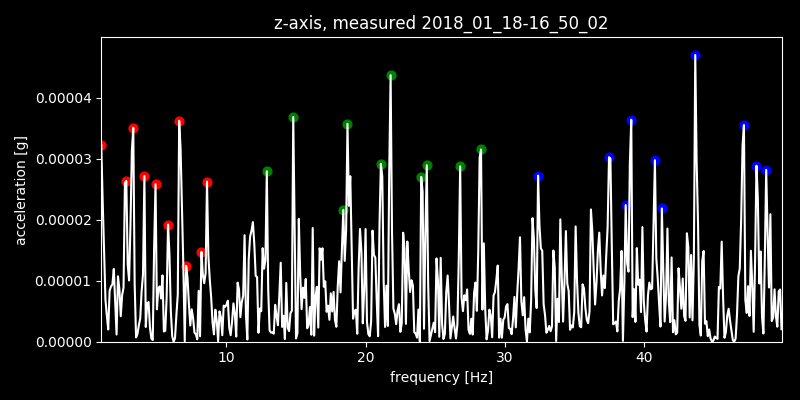 z-axis, measured 2018_01_18-16_50_02
acceleration [g]
0.00004
0.00003
0.00002
0.00001
0.00000
10 20 30 40
frequency [Hz]